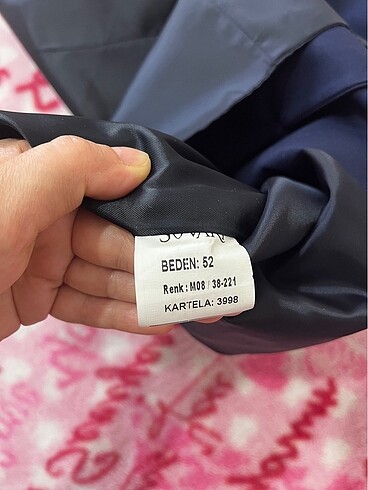 BEDEN: 52
Renk : M08 38-221
KARTELA: 3998